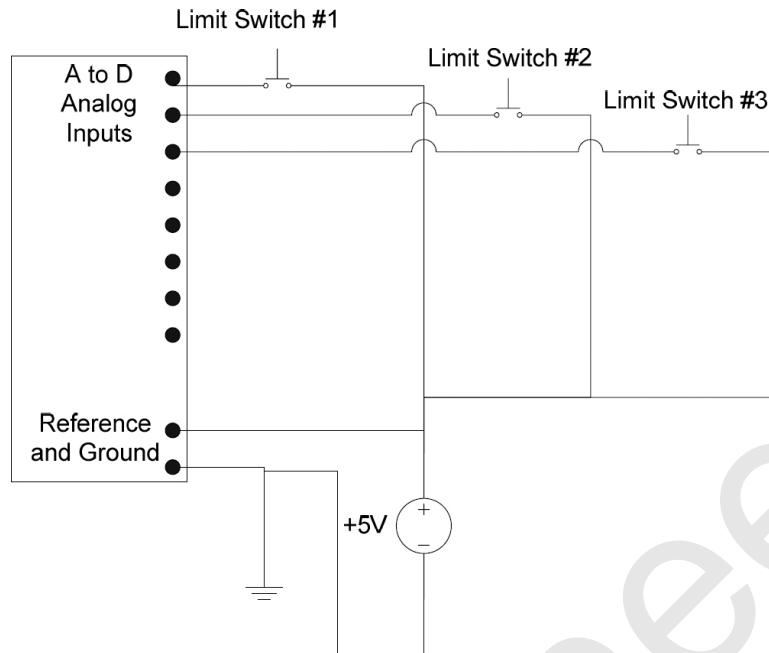 Limit Switch #1
Limit Switch #2
Limit Switch #3
A to D
Analog
Inputs
Reference
and Ground
+5V
+
−